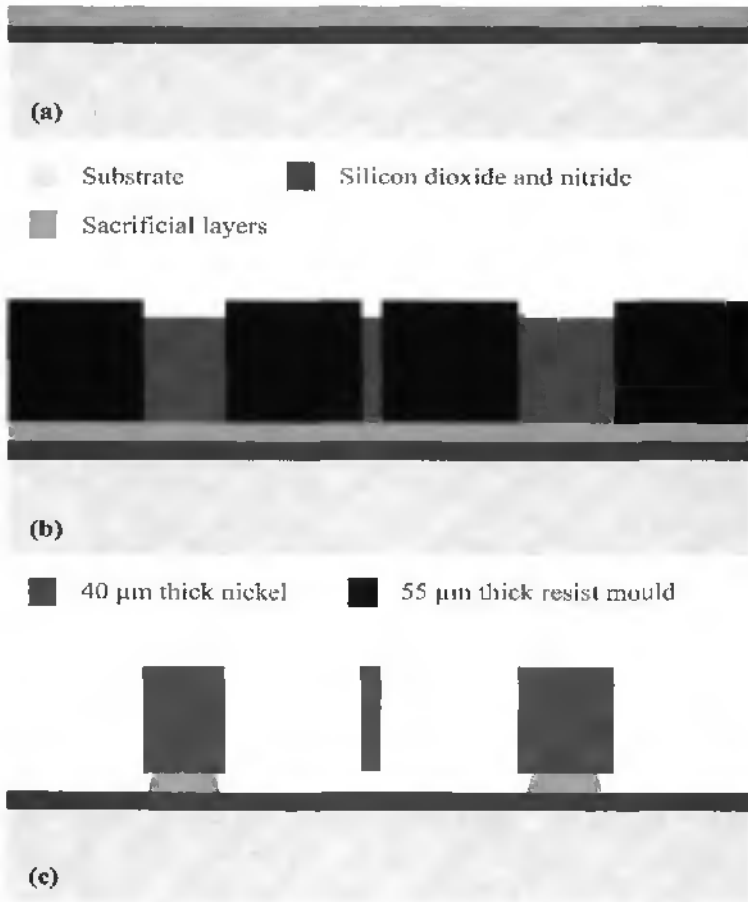 (a)
Substrate
Silicon dioxide and nitride
Sacrificial layers
(b)
40 μm thick nickel
55 μm thick resist mould
(c)